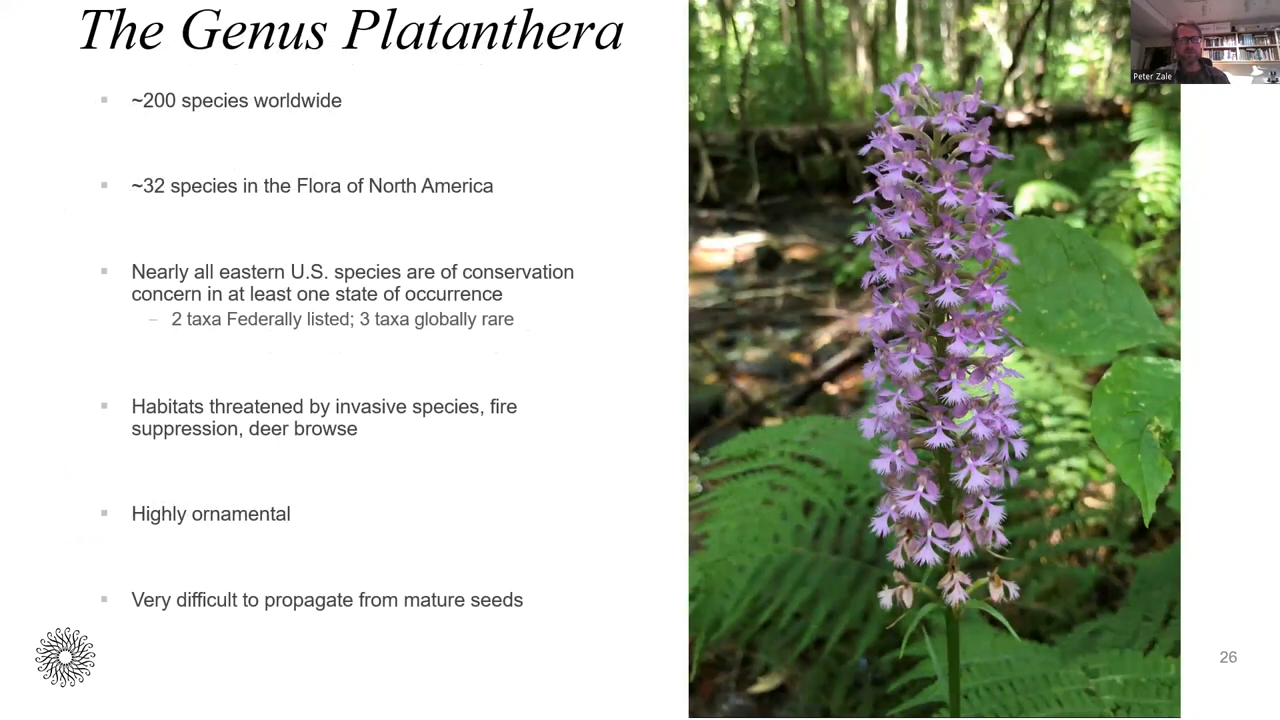 The Genus Platanthera
~200 species worldwide
~32 species in the Flora of North America
Nearly all eastern U.S. species are of conservation
concern in at least one state of occurrence
2 taxa Federally listed; 3 taxa globally rare
Habitats threatened by invasive species, fire
suppression, deer browse
Highly ornamental
Very difficult to propagate from mature seeds
Peter Zale
26